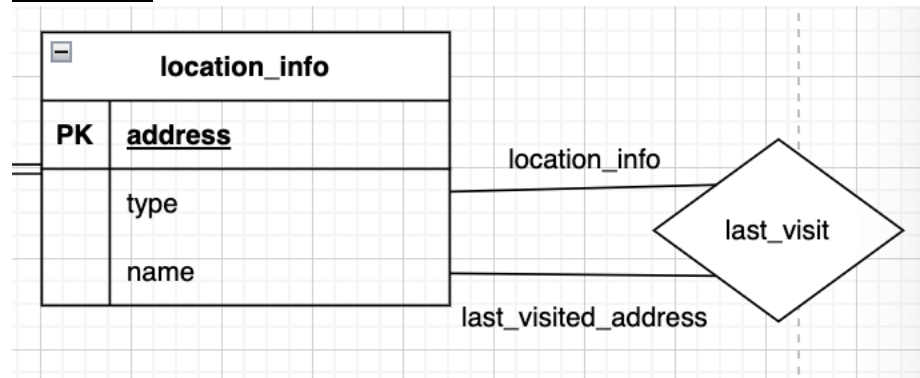 location_info
PK address
type
name
location_info
last_visit
last_visited_address